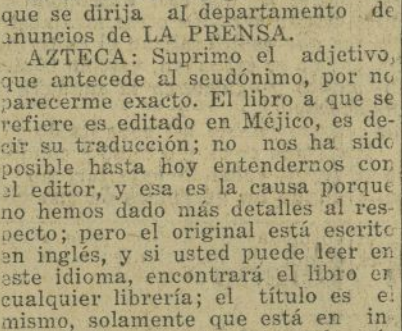 que se dirija al departamento de
anuncios de LA PRENSA.
AZTECA: Suprimo el adjetivo,
que antecede al seudónimo, por no
parecerme exacto. El libro a que se
refiere es editado en Méjico, es de-
cir su traducción; no nos ha sido
posible hasta hoy entendernos con
el editor, y esa es la causa porque
no hemos dado más detalles al res-
pecto; pero el original está escrito
en inglés, y si usted puede leer en
este idioma, encontrará el libro en
cualquier librería; el título es el
mismo, solamente que está en in-